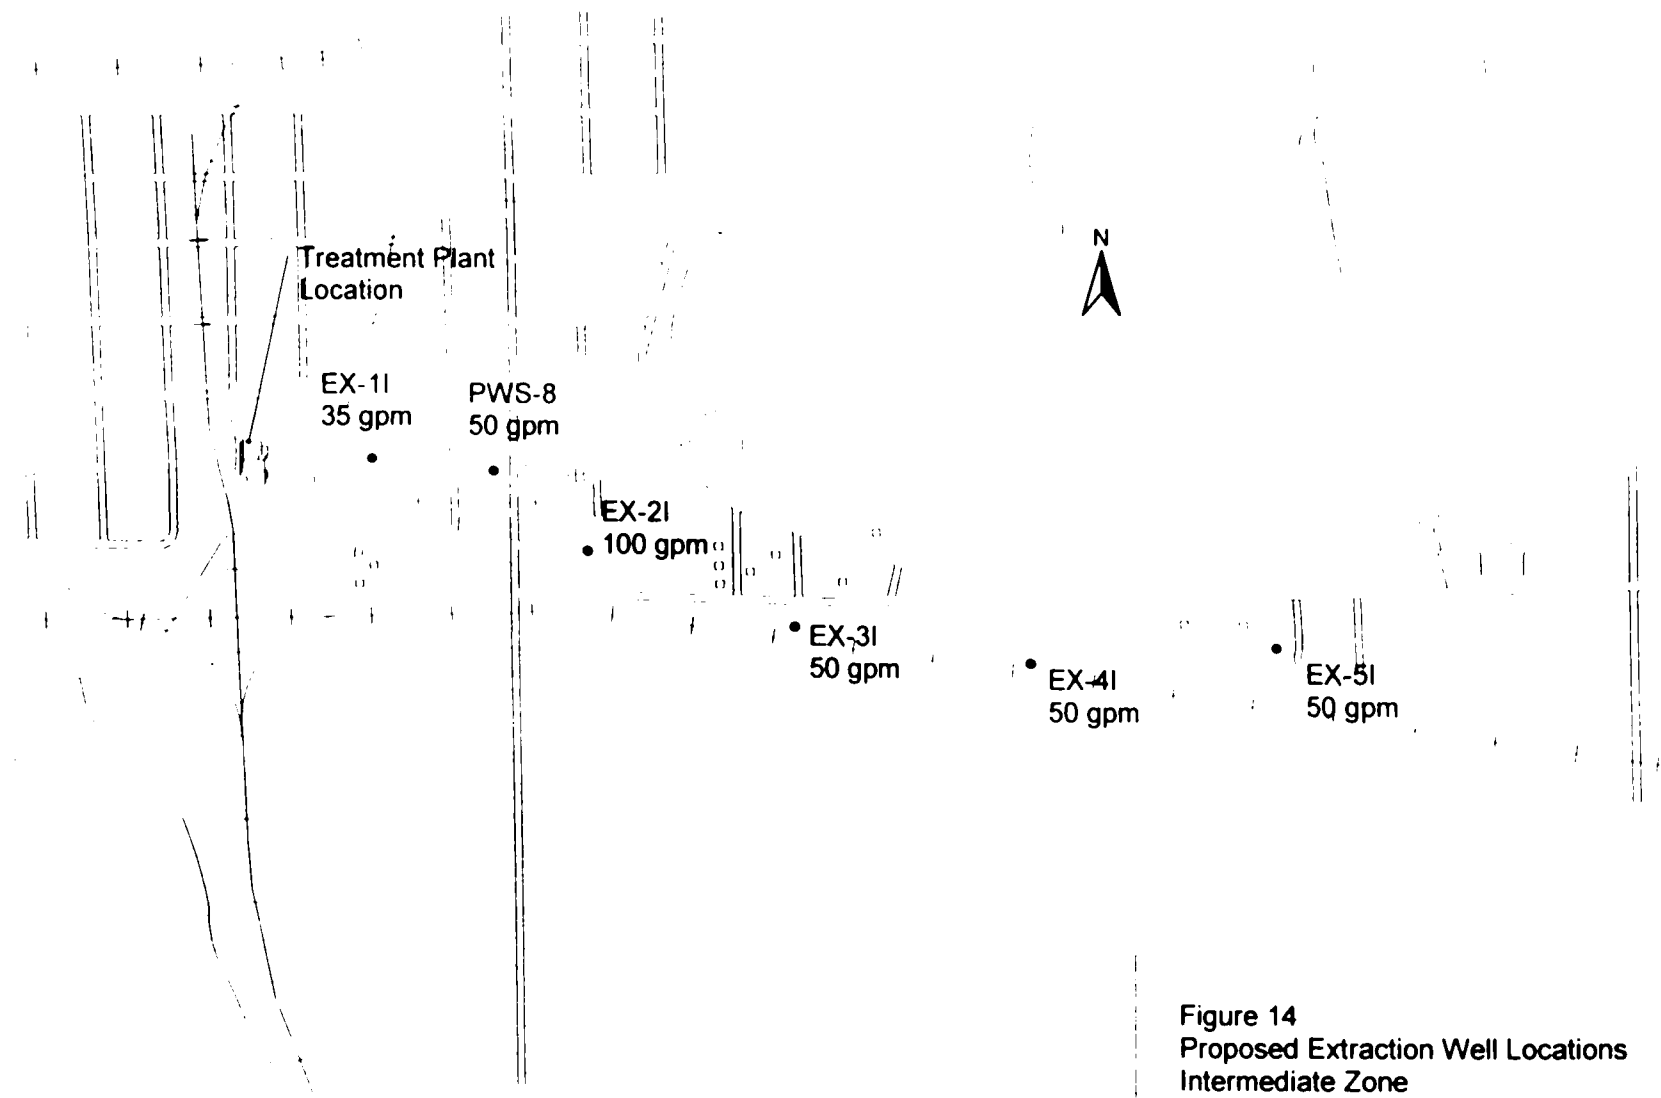 N
Treatment Plant
Location
EX-1I
35 gpm
PWS-8
50 gpm
EX-2I
100 gpm
EX-3I
50 gpm
EX-4I
50 gpm
EX-5I
50 gpm
Figure 14
Proposed Extraction Well Locations
Intermediate Zone